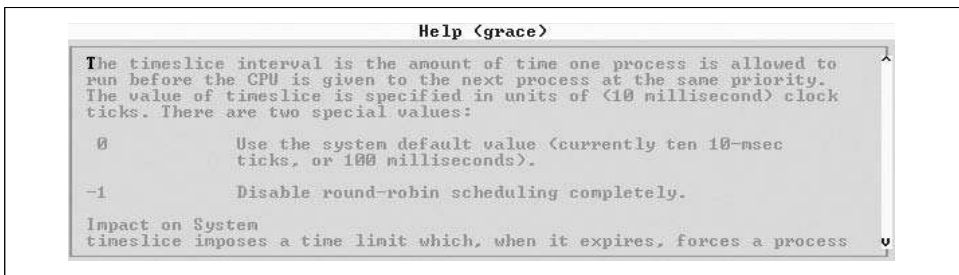 Help (grace)
The timeslice interval is the amount of time one process is allowed to
run before the CPU is given to the next process at the same priority.
The value of timeslice is specified in units of (10 millisecond) clock
ticks. There are two special values:
0 Use the system default value (currently ten 10-msec
ticks, or 100 milliseconds).
-1 Disable round-robin scheduling completely.
Impact on System
timeslice imposes a time limit which, when it expires, forces a process